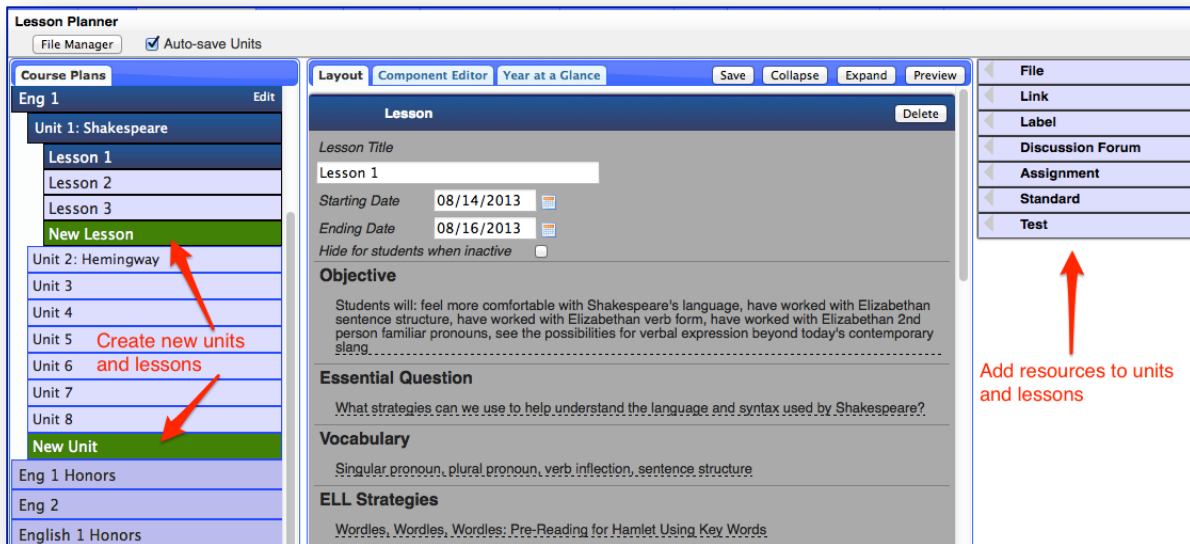 Lesson Planner
File Manager
Auto-save Units
Course Plans
Eng 1 Edit
Unit 1: Shakespeare
Lesson 1
Lesson 2
Lesson 3
New Lesson
Unit 2: Hemingway
Unit 3
Unit 4
Unit 5
Unit 6
Unit 7
Unit 8
New Unit
Eng 1 Honors
Eng 2
English 1 Honors
Create new units
and lessons
Layout Component Editor Year at a Glance Save Collapse Expand Preview
Lesson Delete
Lesson Title
Lesson 1
Starting Date 08/14/2013
Ending Date 08/16/2013
Hide for students when inactive
Objective
Students will: feel more comfortable with Shakespeare's language, have worked with Elizabethan
sentence structure, have worked with Elizabethan verb form, have worked with Elizabethan 2nd
person familiar pronouns, see the possibilities for verbal expression beyond today's contemporary
slang
Essential Question
What strategies can we use to help understand the language and syntax used by Shakespeare?
Vocabulary
Singular pronoun, plural pronoun, verb inflection, sentence structure
ELL Strategies
Wordles, Wordles, Wordles: Pre-Reading for Hamlet Using Key Words
File
Link
Label
Discussion Forum
Assignment
Standard
Test
Add resources to units
and lessons